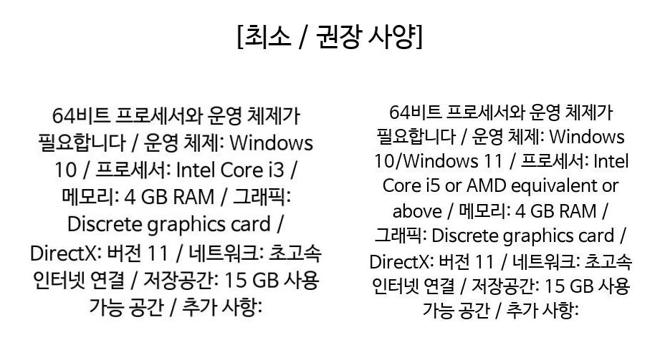 [최소 / 권장 사양]
64비트 프로세서와 운영 체제가
필요합니다 / 운영 체제: Windows
10 / 프로세서: Intel Core i3 /
메모리: 4 GB RAM / 그래픽:
Discrete graphics card /
DirectX: 버전 11 / 네트워크: 초고속
인터넷 연결 / 저장공간: 15 GB 사용
가능 공간 / 추가 사항:
64비트 프로세서와 운영 체제가
필요합니다 / 운영 체제: Windows
10/Windows 11 / 프로세서: Intel
Core i5 or AMD equivalent or
above / 메모리: 4 GB RAM /
그래픽: Discrete graphics card /
DirectX: 버전 11 / 네트워크: 초고속
인터넷 연결 / 저장공간: 15 GB 사용
가능 공간 / 추가 사항: